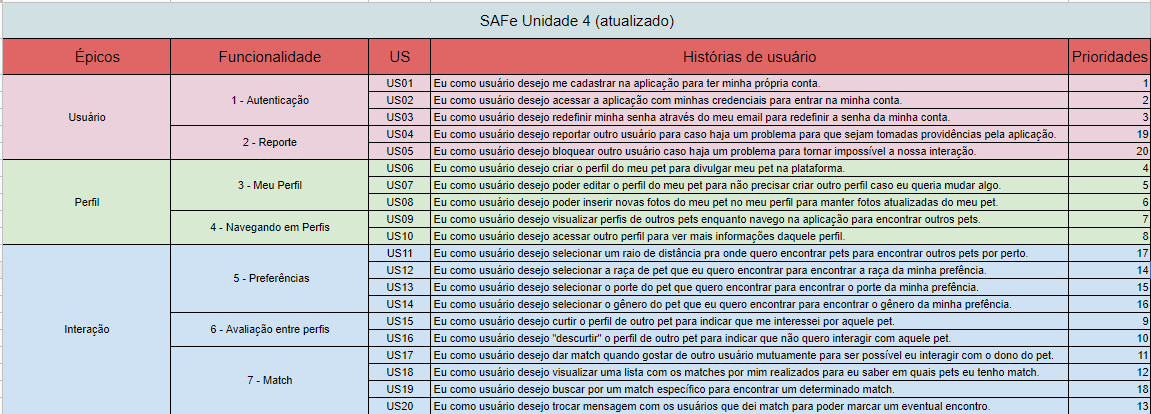 SAFe Unidade 4 (atualizado)
Épicos Funcionalidade US Histórias de usuário Prioridades
Usuário
1 - Autenticação
US01 Eu como usuário desejo me cadastrar na aplicação para ter minha própria conta. 1
US02 Eu como usuário desejo acessar a aplicação com minhas credenciais para entrar na minha conta. 2
US03 Eu como usuário desejo redefinir minha senha através do meu email para redefinir a senha da minha conta. 3
2 - Reporte
US04 Eu como usuário desejo reportar outro usuário para caso haja um problema para que sejam tomadas providências pela aplicação. 19
US05 Eu como usuário desejo bloquear outro usuário caso haja um problema para tornar impossível a nossa interação. 20
Perfil
3 - Meu Perfil
US06 Eu como usuário desejo criar o perfil do meu pet para divulgar meu pet na plataforma. 4
US07 Eu como usuário desejo poder editar o perfil do meu pet para não precisar criar outro perfil caso eu queria mudar algo. 5
US08 Eu como usuário desejo poder inserir novas fotos do meu pet no meu perfil para manter fotos atualizadas do meu pet. 6
4 - Navegando em Perfis
US09 Eu como usuário desejo visualizar perfis de outros pets enquanto navego na aplicação para encontrar outros pets. 7
US10 Eu como usuário desejo acessar outro perfil para ver mais informações daquele perfil. 8
Interação
5 - Preferências
US11 Eu como usuário desejo selecionar um raio de distância pra onde quero encontrar pets para encontrar outros pets por perto. 17
US12 Eu como usuário desejo selecionar a raça de pet que eu quero encontrar para encontrar a raça da minha prefência. 14
US13 Eu como usuário desejo selecionar o porte do pet que quero encontrar para encontrar o porte da minha prefência. 15
US14 Eu como usuário desejo selecionar o gênero do pet que eu quero encontrar para encontrar o gênero da minha prefência. 16
6 - Avaliação entre perfis
US15 Eu como usuário desejo curtir o perfil de outro pet para indicar que me interessei por aquele pet. 9
US16 Eu como usuário desejo "descurtir" o perfil de outro pet para indicar que não quero interagir com aquele pet. 10
7 - Match
US17 Eu como usuário desejo dar match quando gostar de outro usuário mutuamente para ser possível eu interagir com o dono do pet. 11
US18 Eu como usuário desejo visualizar uma lista com os matches por mim realizados para eu saber em quais pets eu tenho match. 12
US19 Eu como usuário desejo buscar por um match específico para encontrar um determinado match. 18
US20 Eu como usuário desejo trocar mensagem com os usuários que dei match para poder marcar um eventual encontro. 13